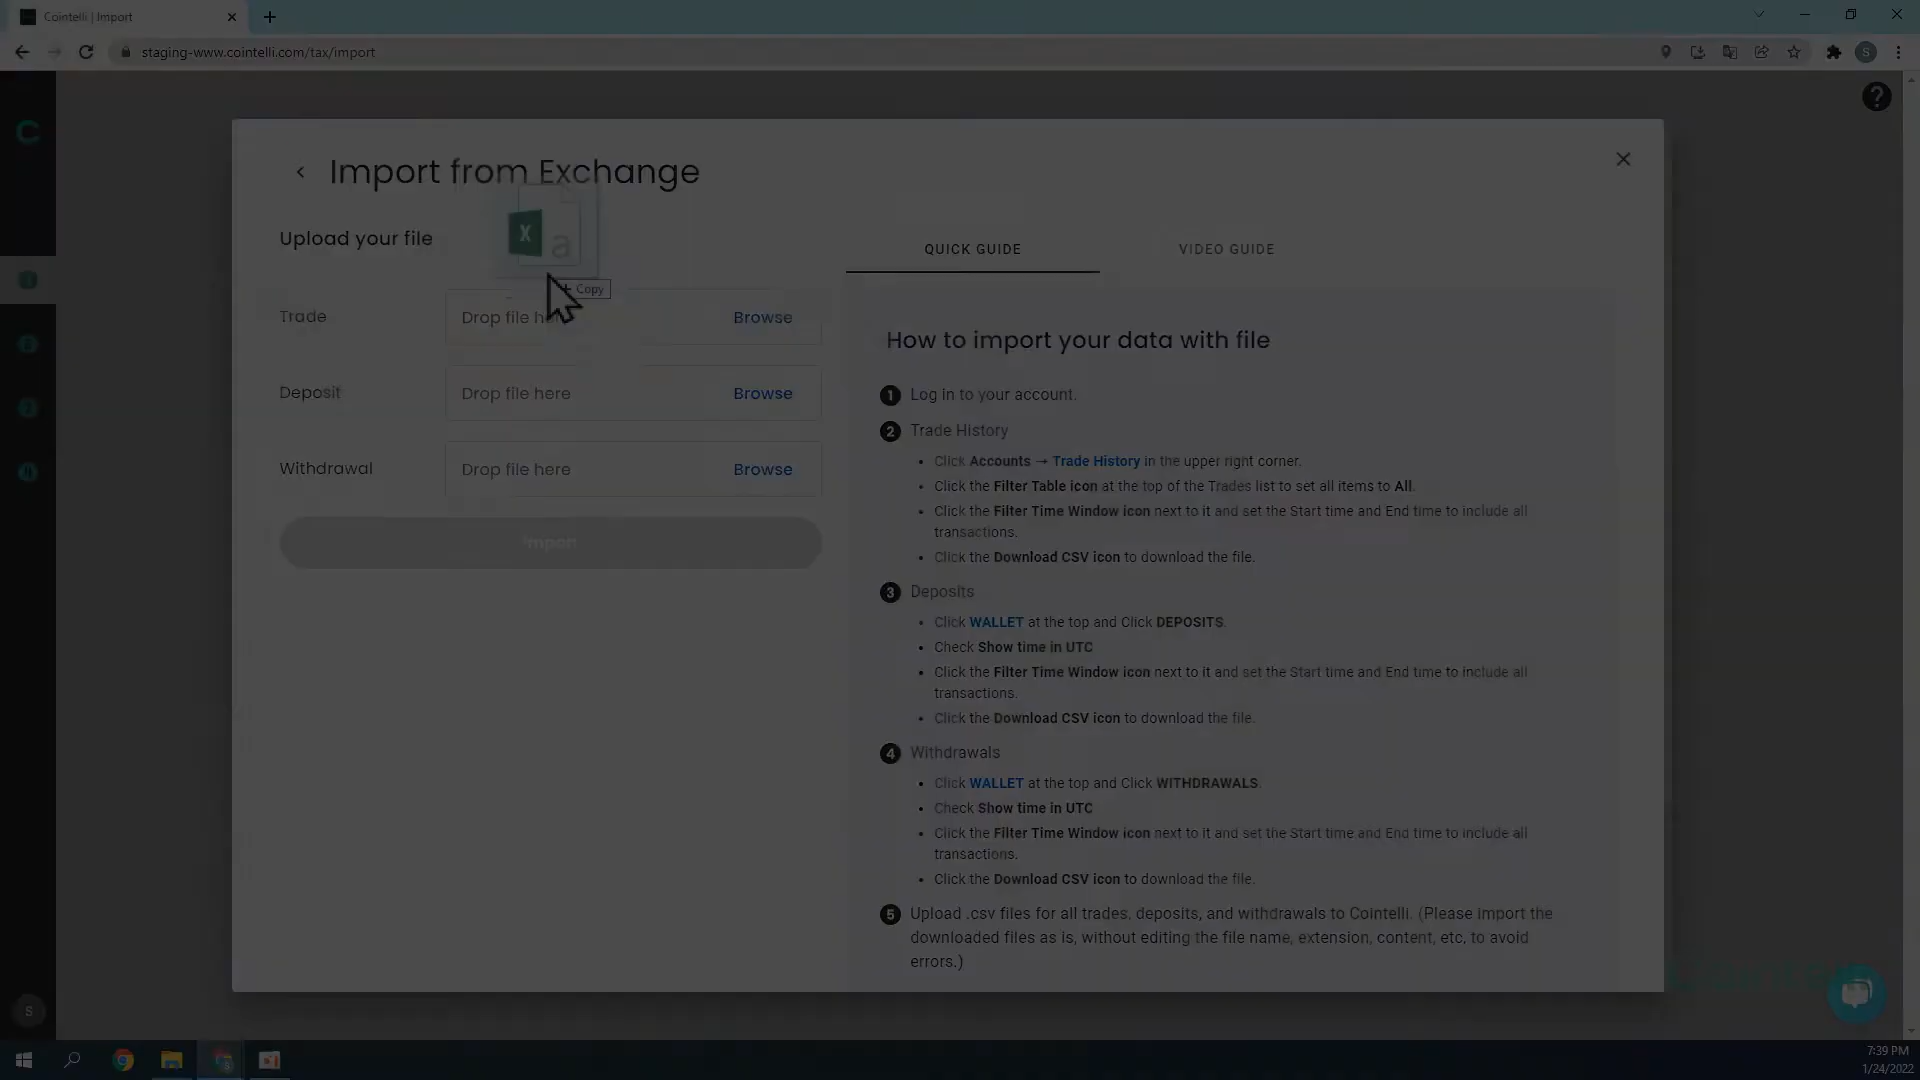 Cointelli | Import
staging-www.cointelli.com/tax/import
S
C
?
Import from Exchange
Upload your file
X a
Copy
Trade
Drop file he
Browse
Deposit
Drop file here
Browse
Withdrawal
Drop file here
Browse
Import
QUICK GUIDE
VIDEO GUIDE
How to import your data with file
1 Log in to your account.
2 Trade History
• Click Accounts → Trade History in the upper right corner.
• Click the Filter Table icon at the top of the Trades list to set all items to All.
• Click the Filter Time Window icon next to it and set the Start time and End time to include all
transactions.
• Click the Download CSV icon to download the file.
3 Deposits
• Click WALLET at the top and Click DEPOSITS.
• Check Show time in UTC
• Click the Filter Time Window icon next to it and set the Start time and End time to include all
transactions.
• Click the Download CSV icon to download the file.
4 Withdrawals
• Click WALLET at the top and Click WITHDRAWALS.
• Check Show time in UTC
• Click the Filter Time Window icon next to it and set the Start time and End time to include all
transactions.
• Click the Download CSV icon to download the file.
5 Upload .csv files for all trades, deposits, and withdrawals to Cointelli. (Please import the
downloaded files as is, without editing the file name, extension, content, etc, to avoid
errors.)
S
7:39 PM
1/24/2022